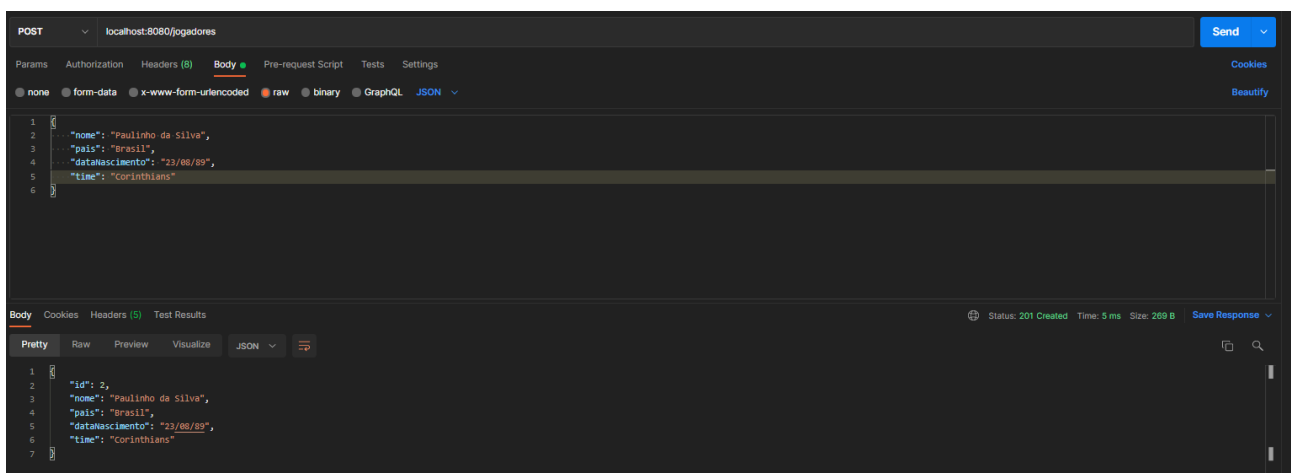 POST localhost:8080/jogadores Send
Params Authorization Headers (8) Body Pre-request Script Tests Settings Cookies
none form-data x-www-form-urlencoded raw binary GraphQL JSON Beautify
1 {
2 "nome": "Paulinho da Silva",
3 "pais": "Brasil",
4 "dataNascimento": "23/08/89",
5 "time": "Corinthians"
6 }
Body Cookies Headers (5) Test Results Status: 201 Created Time: 5 ms Size: 269 B Save Response
Pretty Raw Preview Visualize JSON
1 {
2 "id": 2,
3 "nome": "Paulinho da Silva",
4 "pais": "Brasil",
5 "dataNascimento": "23/08/89",
6 "time": "Corinthians"
7 }